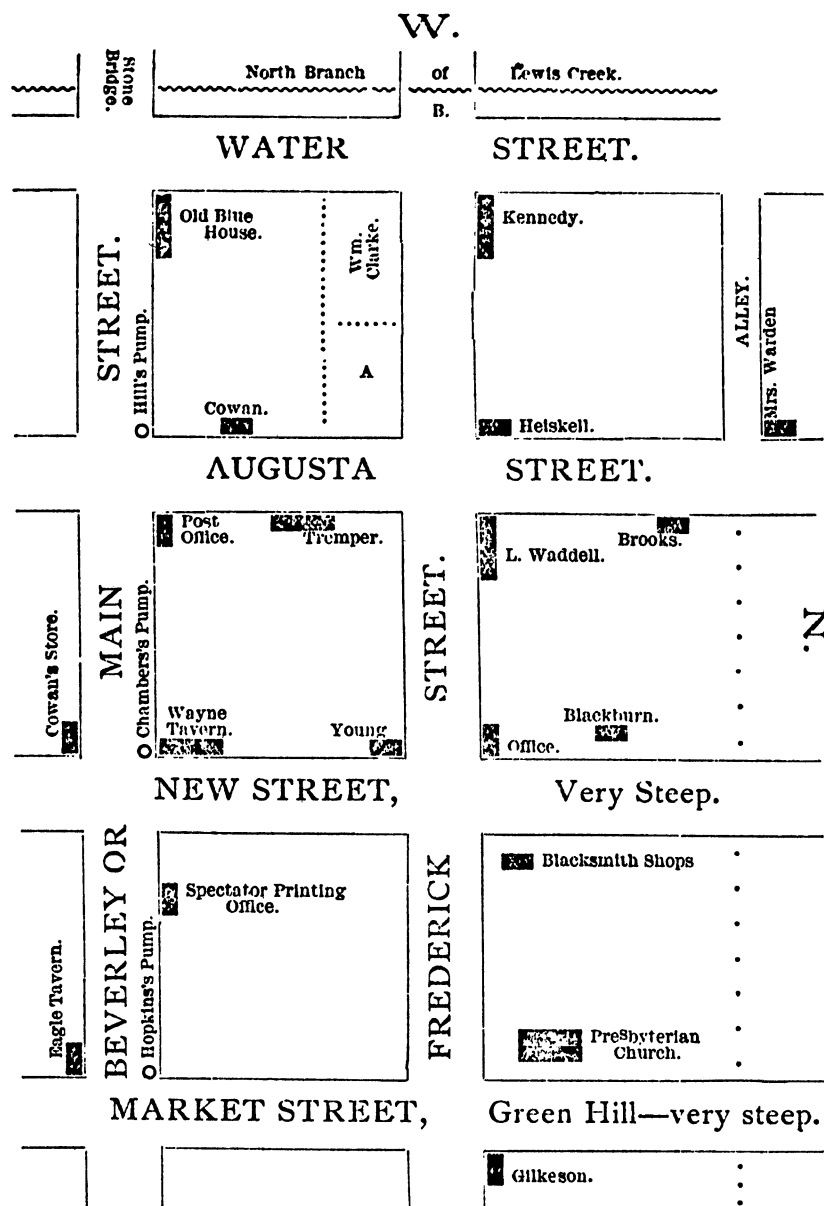 W.
Stone
Bridge.
North Branch of Lewis Creek.
B.
WATER STREET.
Old Blue
House.
Wm.
Clarke.
Kennedy.
STREET.
Hill's Pump.
A
ALLEY.
Mrs. Warden
Cowan.
Heiskell.
AUGUSTA STREET.
Post
Office.
Tremper.
L. Waddell.
Brooks.
N.
MAIN
STREET.
Cowan's Store.
Chambers's Pump.
Wayne
Tavern.
Young
Office.
Blackburn.
NEW STREET, Very Steep.
BEVERLEY OR
FREDERICK
Spectator Printing
Office.
Blacksmith Shops
Eagle Tavern.
Hopkins's Pump.
Presbyterian
Church.
MARKET STREET, Green Hill—very steep.
Gilkeson.